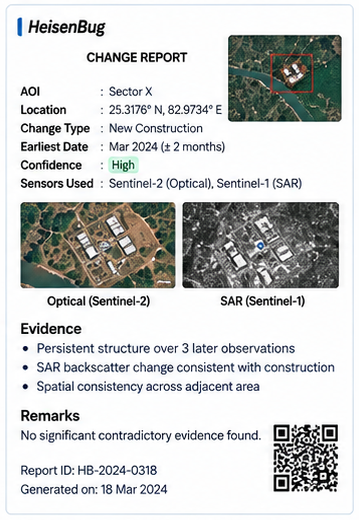 HeisenBug
CHANGE REPORT
AOI : Sector X
Location : 25.3176° N, 82.9734° E
Change Type : New Construction
Earliest Date : Mar 2024 (± 2 months)
Confidence : High
Sensors Used : Sentinel-2 (Optical), Sentinel-1 (SAR)
Optical (Sentinel-2)
SAR (Sentinel-1)
Evidence
• Persistent structure over 3 later observations
• SAR backscatter change consistent with construction
• Spatial consistency across adjacent area
Remarks
No significant contradictory evidence found.
Report ID: HB-2024-0318
Generated on: 18 Mar 2024